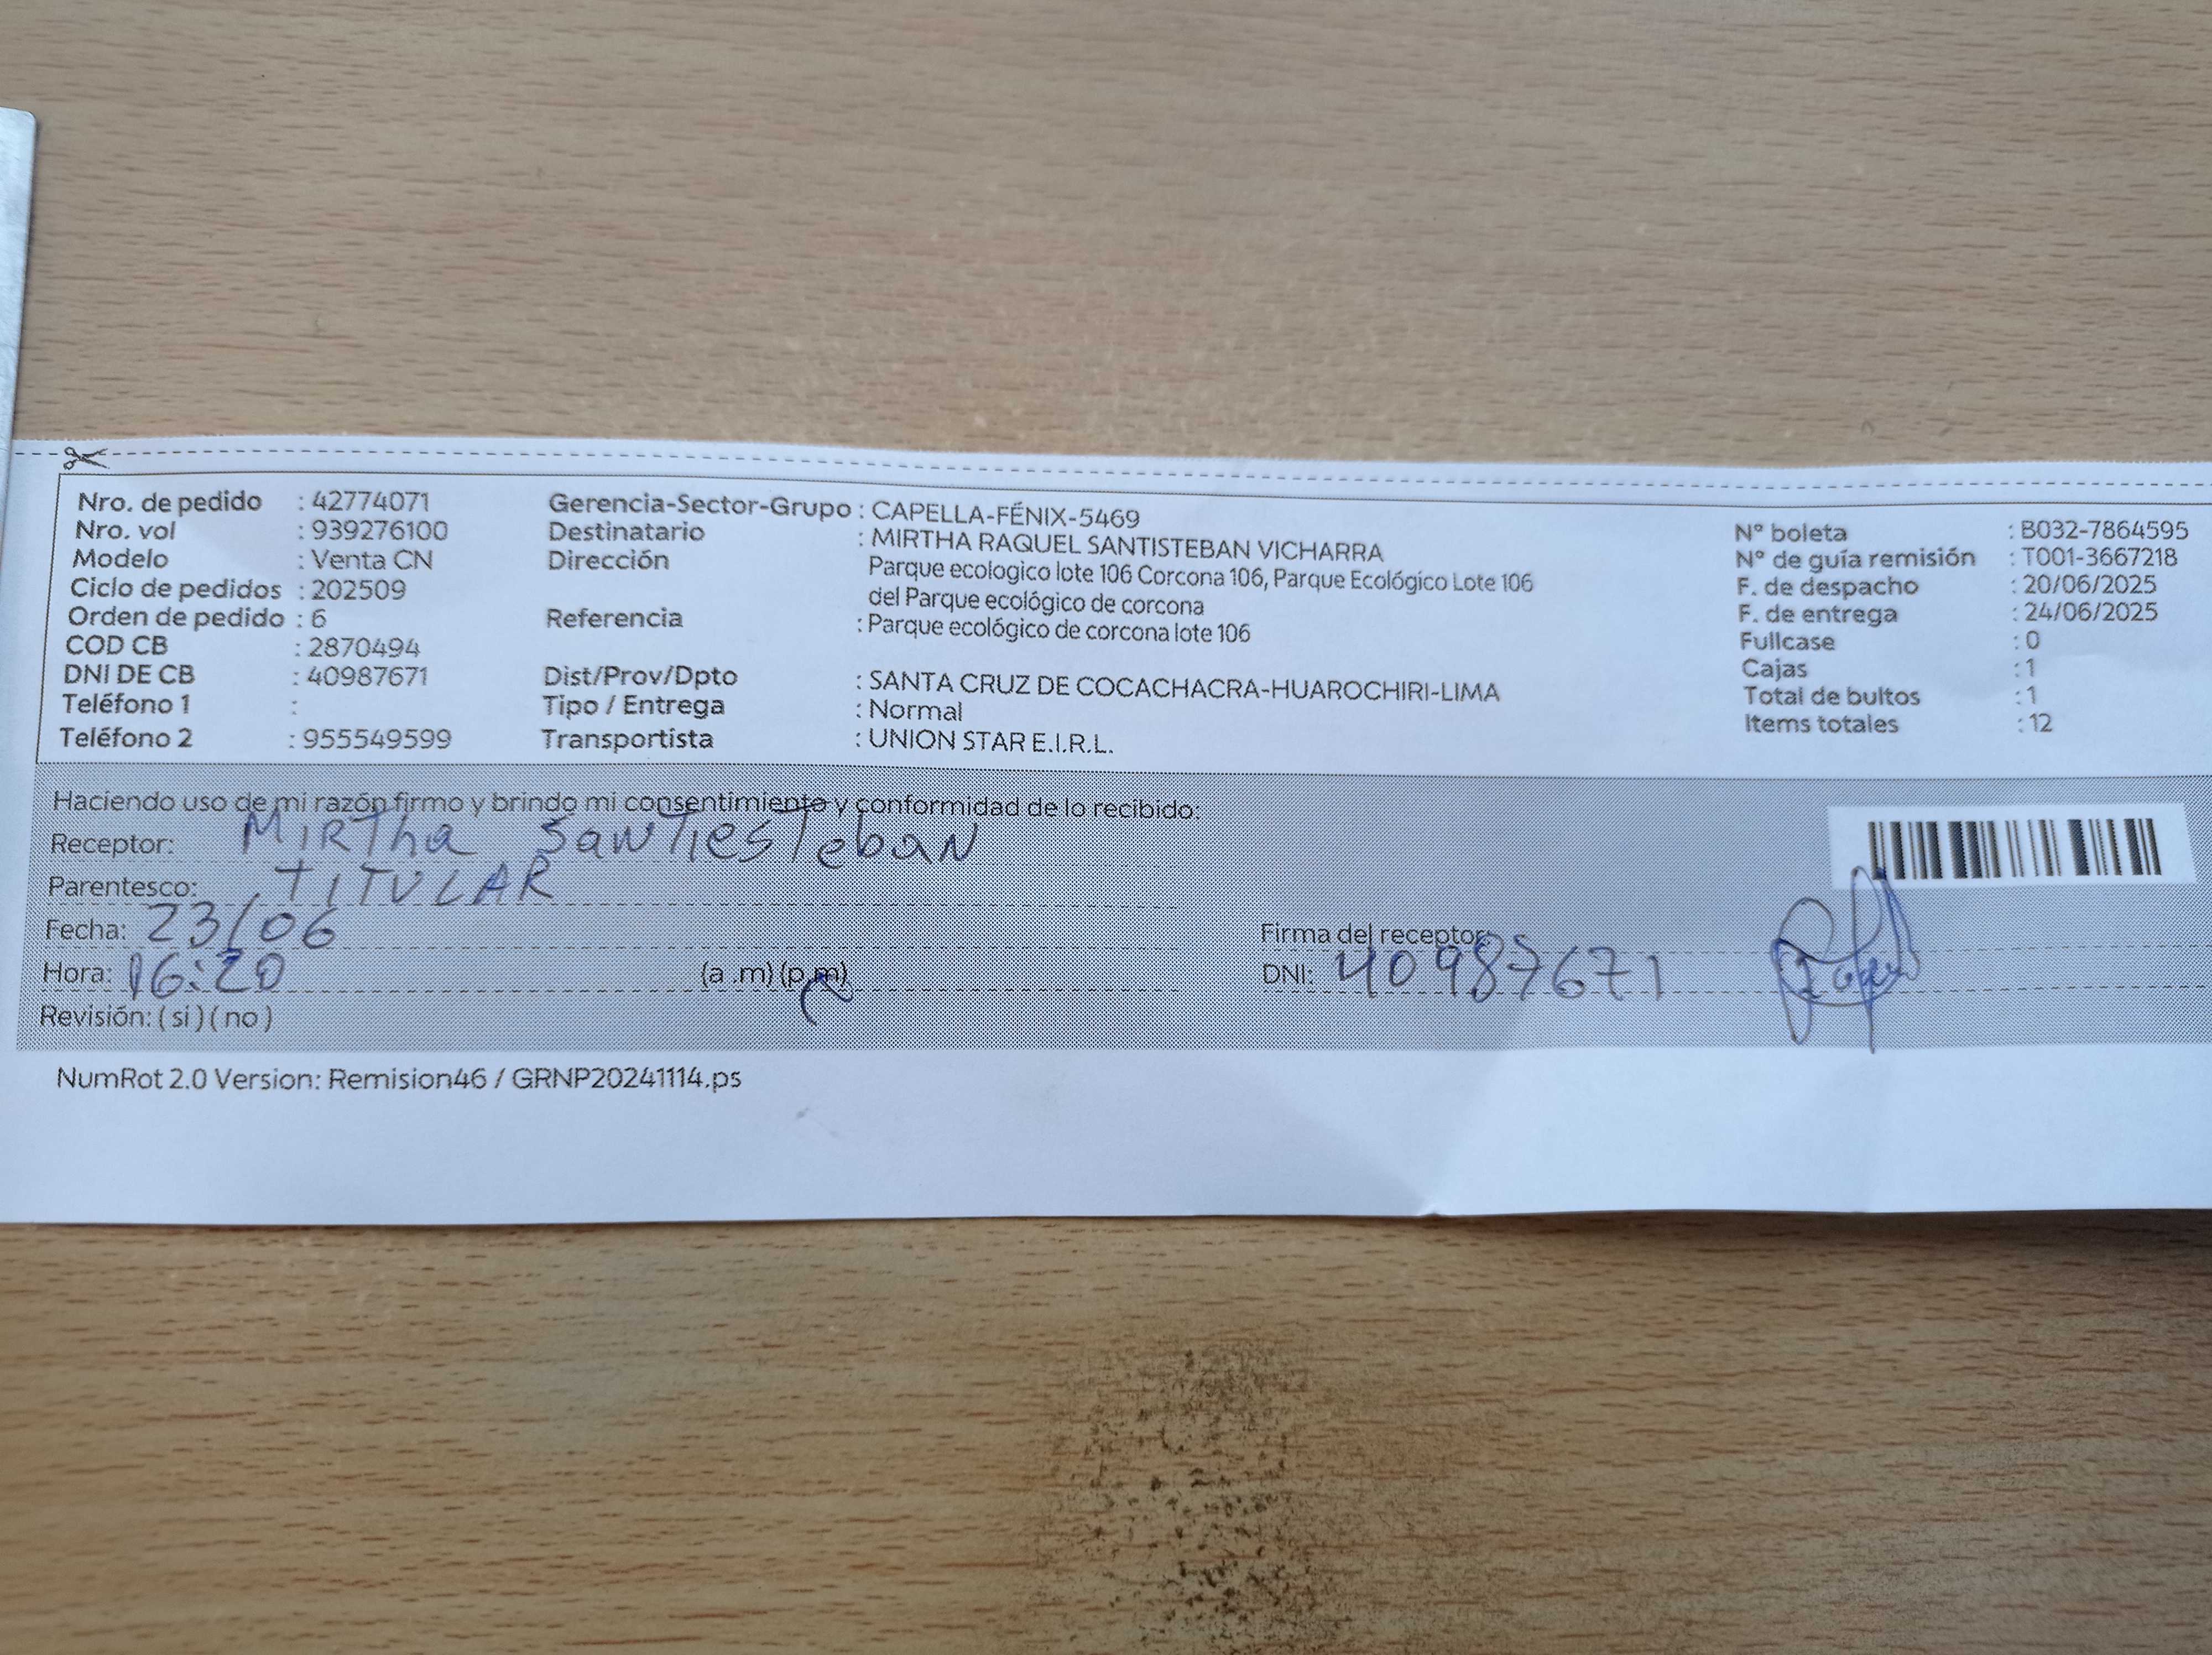 Nro. de pedido : 42774071
Nro. vol : 939276100
Modelo : Venta CN
Ciclo de pedidos : 202509
Orden de pedido : 6
COD CB : 2870494
DNI DE CB : 40987671
Teléfono 1 :
Teléfono 2 : 955549599
Gerencia-Sector-Grupo : CAPELLA-FÉNIX-5469
Destinatario : MIRTHA RAQUEL SANTISTEBAN VICHARRA
Dirección Parque ecologico lote 106 Corcona 106, Parque Ecológico Lote 106
del Parque ecológico de corcona
Referencia : Parque ecológico de corcona lote 106
Dist/Prov/Dpto : SANTA CRUZ DE COCACHACRA-HUAROCHIRI-LIMA
Tipo / Entrega : Normal
Transportista : UNION STAR E.I.R.L.
N° boleta : B032-7864595
N° de guía remisión : T001-3667218
F. de despacho : 20/06/2025
F. de entrega : 24/06/2025
Fullcase : 0
Cajas : 1
Total de bultos : 1
Items totales : 12
Haciendo uso de mi razón firmo y brindo mi consentimiento y conformidad de lo recibido:
Receptor: MIRTha SanTiesTeban
Parentesco: TITULAR
Fecha: 23/06
Hora: 16:20 (a .m) (p.m)
Revisión: ( si ) ( no )
Firma del receptor:
DNI: 40987671
NumRot 2.0 Version: Remision46 / GRNP20241114.ps